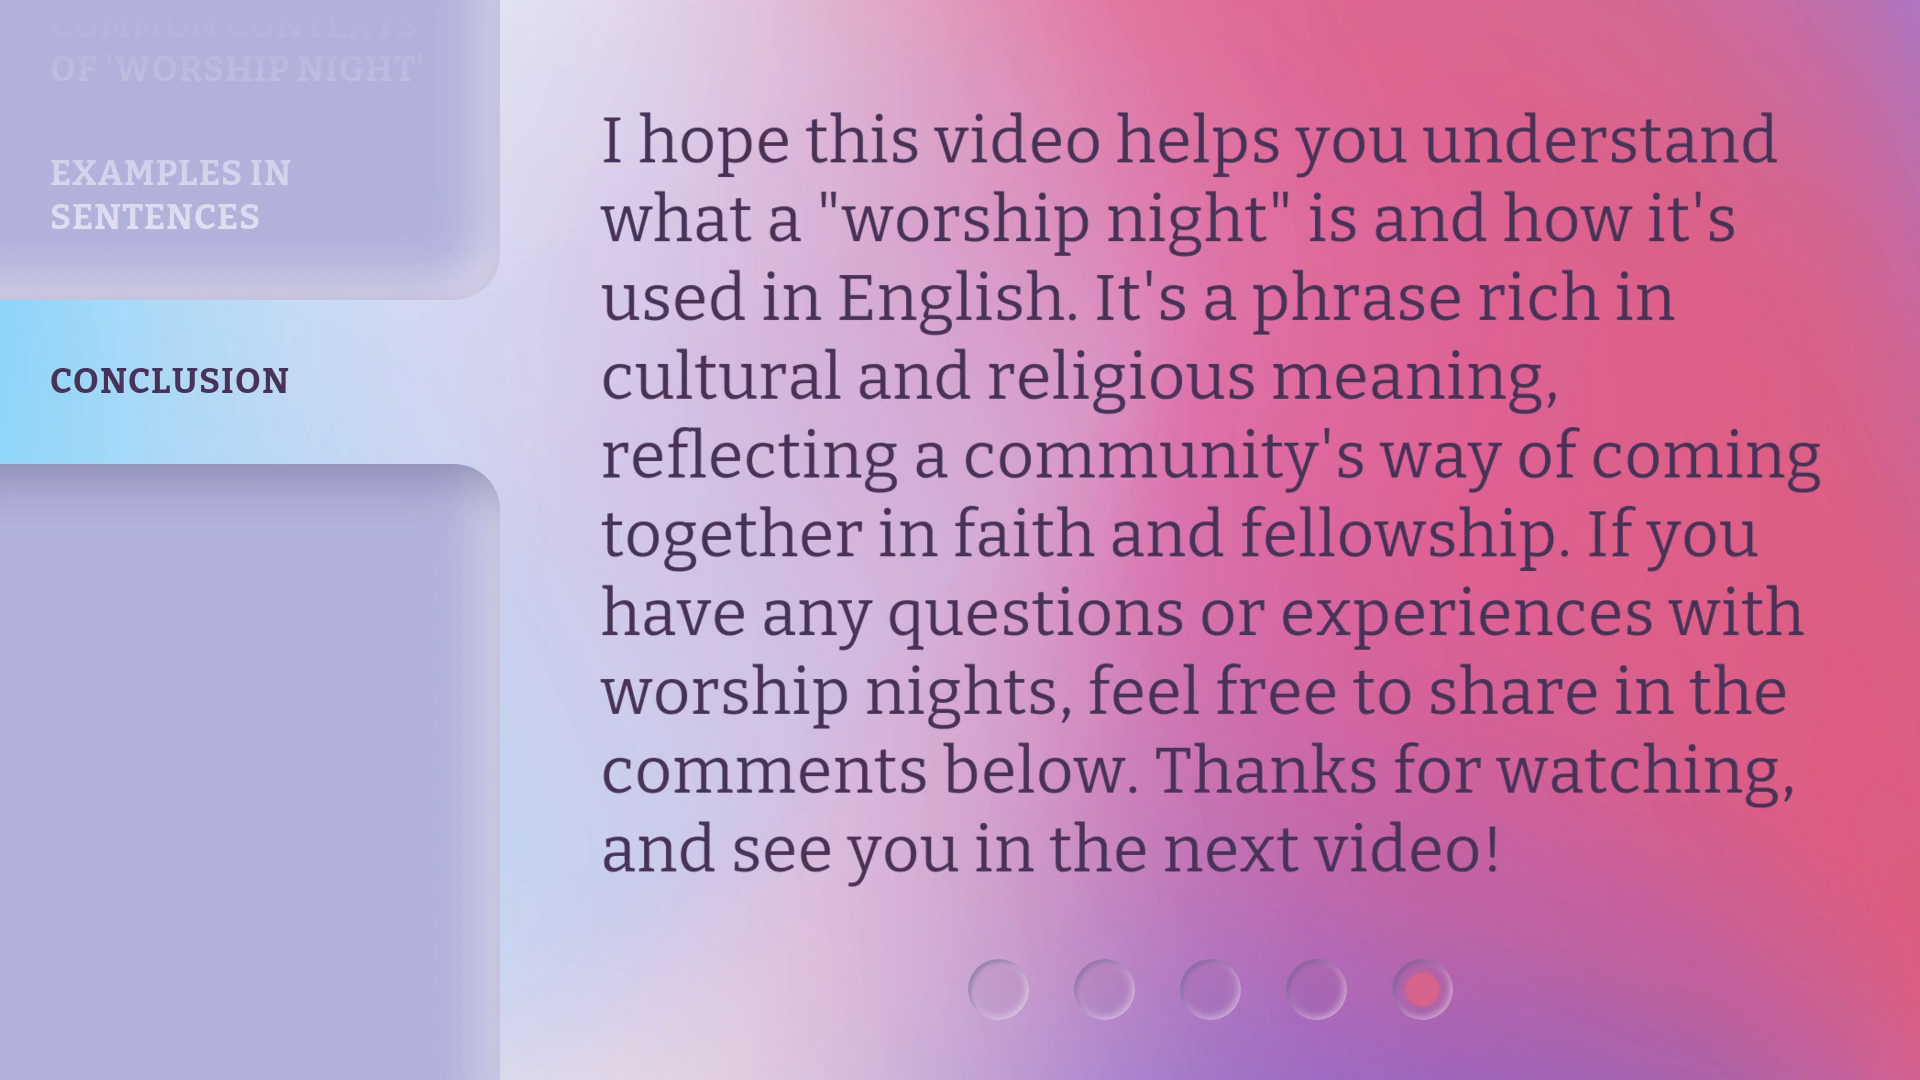 COMMON CONTEXTS
OF 'WORSHIP NIGHT'
EXAMPLES IN
SENTENCES
CONCLUSION
I hope this video helps you understand
what a "worship night" is and how it's
used in English. It's a phrase rich in
cultural and religious meaning,
reflecting a community's way of coming
together in faith and fellowship. If you
have any questions or experiences with
worship nights, feel free to share in the
comments below. Thanks for watching,
and see you in the next video!